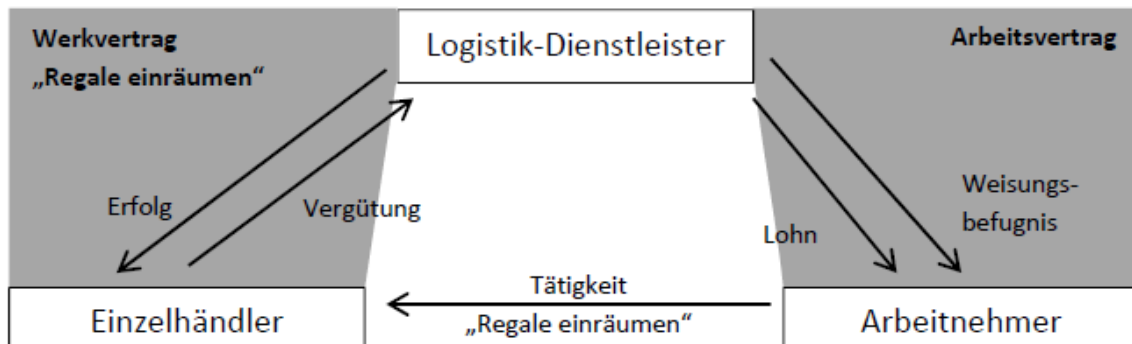 Werkvertrag
„Regale einräumen“
Logistik-Dienstleister
Arbeitsvertrag
Erfolg
Vergütung
Lohn
Weisungs-
befugnis
Tätigkeit
„Regale einräumen“
Einzelhändler
Arbeitnehmer